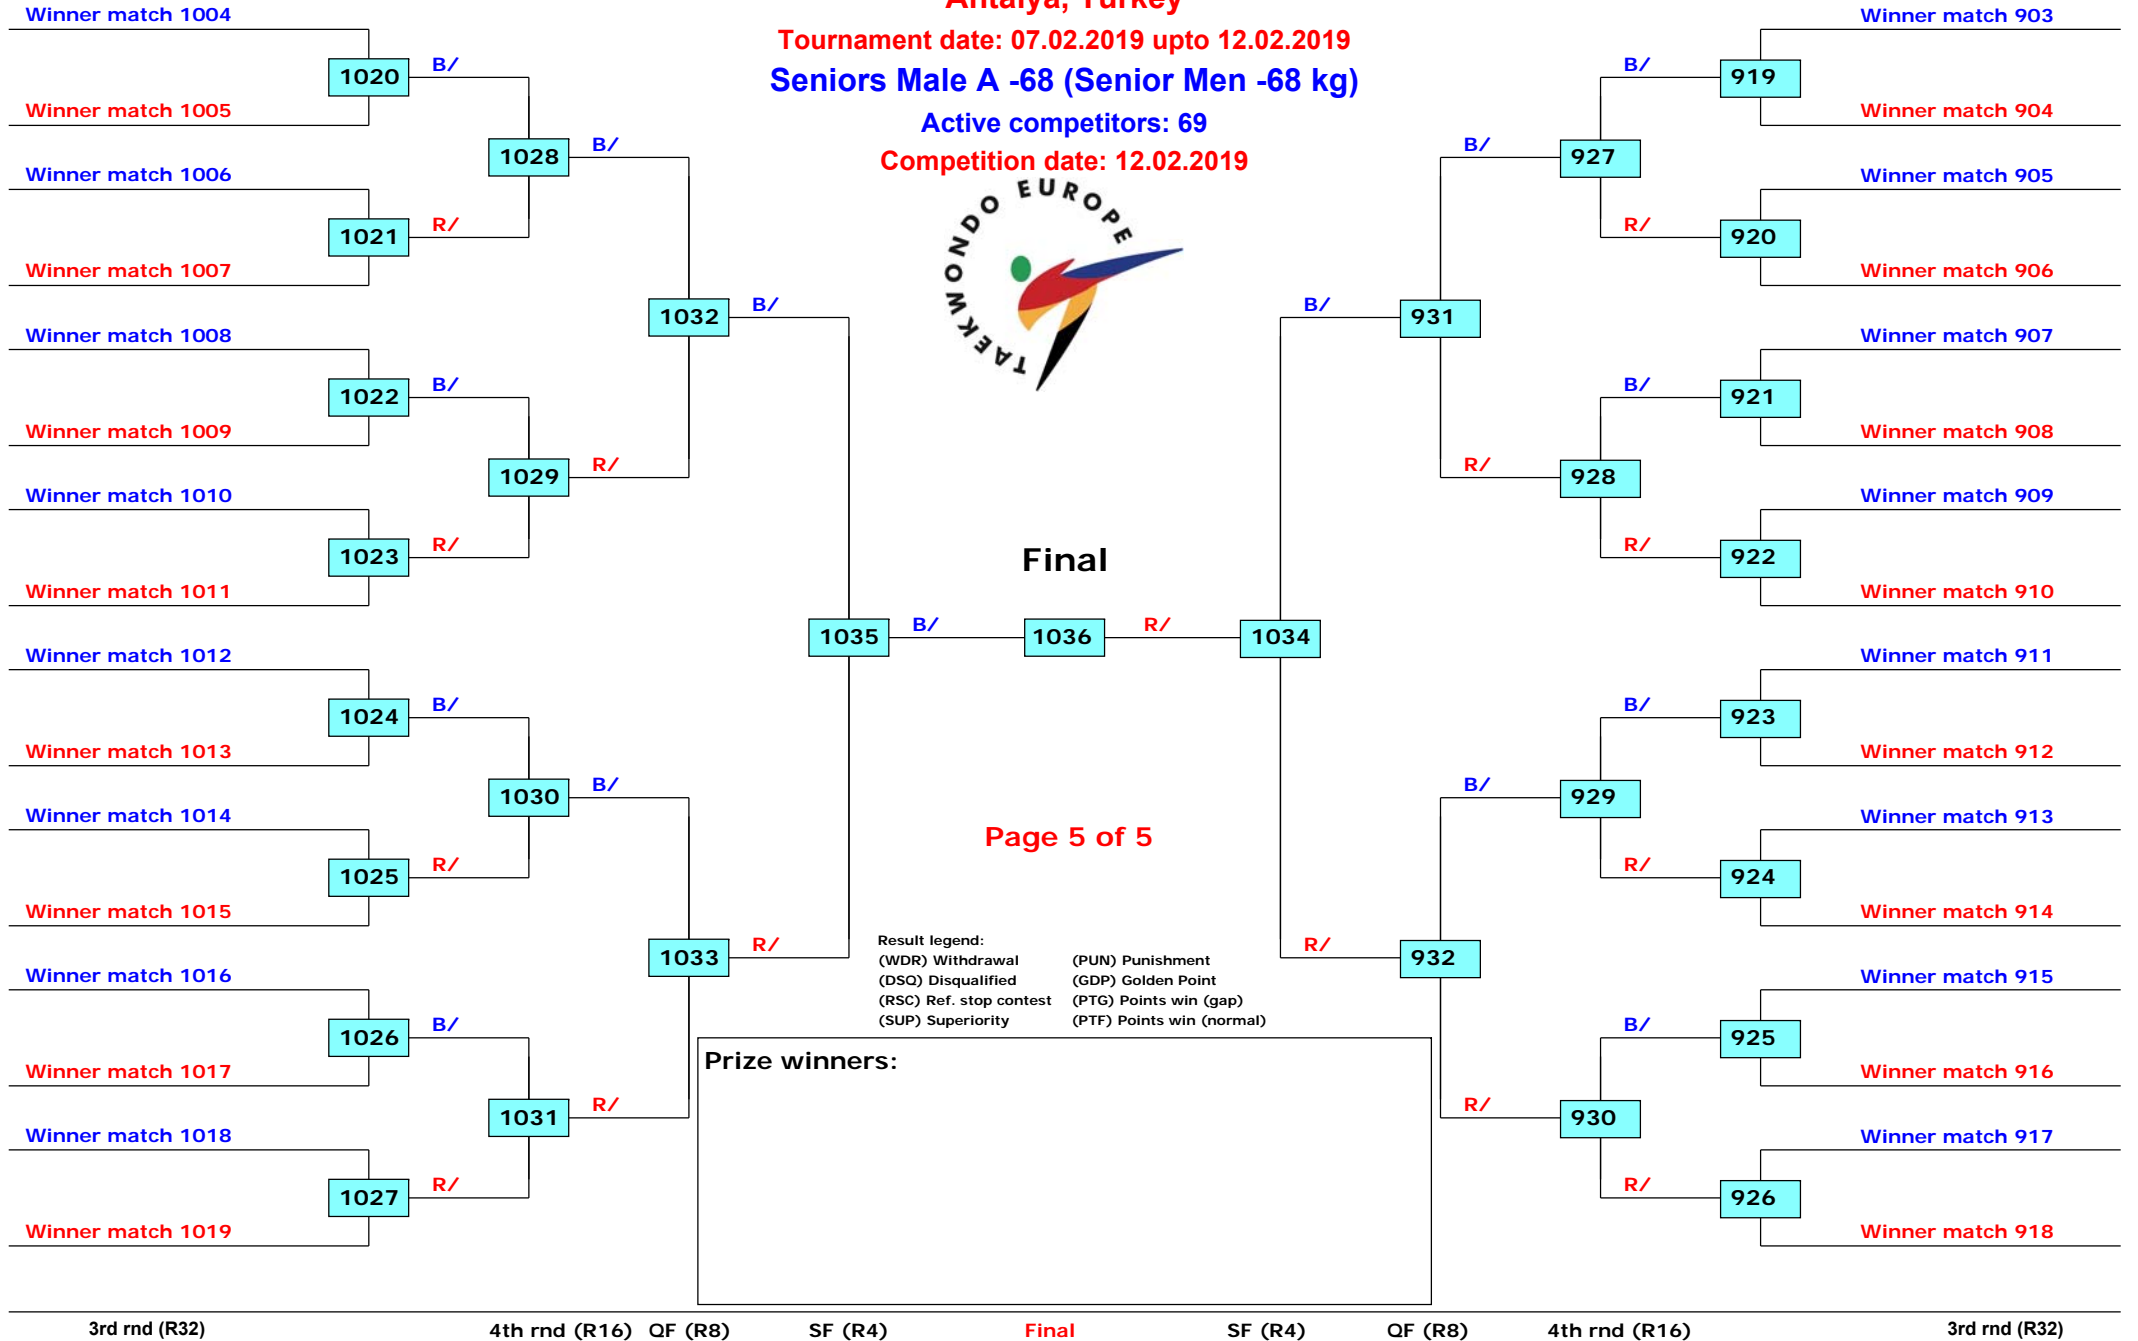 Antalya, Turkey
Tournament date: 07.02.2019 upto 12.02.2019
Seniors Male A -68 (Senior Men -68 kg)
Active competitors: 69
Competition date: 12.02.2019
TAEKWONDO EUROPE
Winner match 1004
1020 B/
Winner match 1005
1028 B/
Winner match 1006
1021 R/
Winner match 1007
1032 B/
Winner match 1008
1022 B/
Winner match 1009
1029 R/
Winner match 1010
1023 R/
Winner match 1011
Final
1035 B/ 1036 R/ 1034
Winner match 1012
1024 B/
Winner match 1013
1030 B/
Winner match 1014
1025 R/
Winner match 1015
1033 R/
Winner match 1016
1026 B/
Winner match 1017
1031 R/
Winner match 1018
1027 R/
Winner match 1019
Winner match 903
B/ 919
Winner match 904
B/ 927
Winner match 905
R/ 920
Winner match 906
B/ 931
Winner match 907
B/ 921
Winner match 908
R/ 928
Winner match 909
R/ 922
Winner match 910
Winner match 911
B/ 923
Winner match 912
B/ 929
Winner match 913
R/ 924
Winner match 914
R/ 932
Winner match 915
B/ 925
Winner match 916
R/ 930
Winner match 917
R/ 926
Winner match 918
Page 5 of 5
Result legend:
(WDR) Withdrawal (PUN) Punishment
(DSQ) Disqualified (GDP) Golden Point
(RSC) Ref. stop contest (PTG) Points win (gap)
(SUP) Superiority (PTF) Points win (normal)
Prize winners:
3rd rnd (R32) 4th rnd (R16) QF (R8) SF (R4) Final SF (R4) QF (R8) 4th rnd (R16) 3rd rnd (R32)